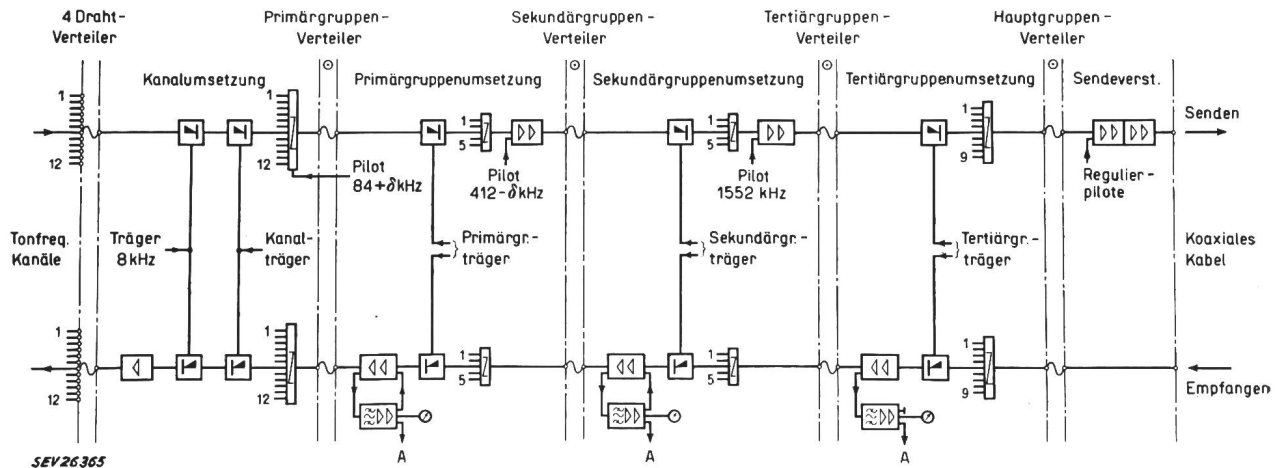 4 Draht-
Verteiler
Primärgruppen-
Verteiler
Sekundärgruppen-
Verteiler
Tertiärgruppen-
Verteiler
Hauptgruppen-
Verteiler
Kanalumsetzung
Primärgruppenumsetzung
Sekundärgruppenumsetzung
Tertiärgruppenumsetzung
Sendeverst.
1
12
1
12
1
5
1
5
1
9
Senden
Pilot
84+δkHz
Pilot
412-δkHz
Pilot
1552 kHz
Regulier-
pilote
Tonfreq.
Kanäle
Träger
8kHz
Kanal-
träger
Primärgr.-
träger
Sekundärgr.-
träger
Tertiärgr.-
träger
Koaxiales
Kabel
1
12
1
12
1
5
1
5
1
9
Empfangen
A
A
A
SEV26365